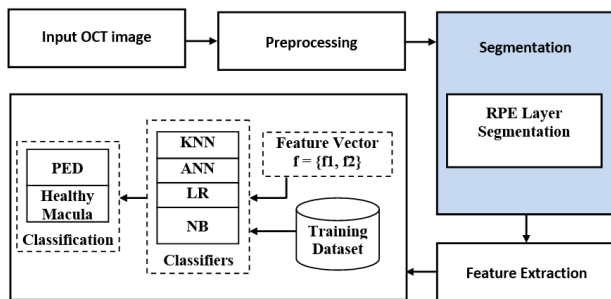 Input OCT image
Preprocessing
Segmentation
RPE Layer
Segmentation
Feature Extraction
Feature Vector
f = {f1, f2}
Training
Dataset
KNN
ANN
LR
NB
Classifiers
PED
Healthy
Macula
Classification